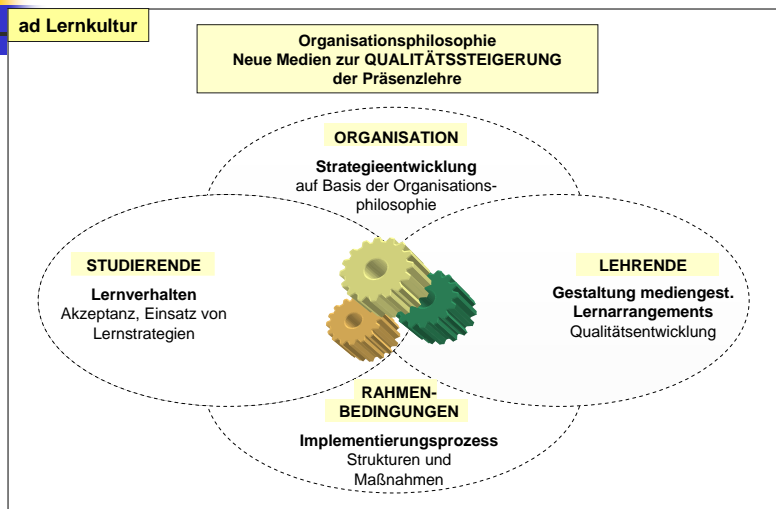 ad Lernkultur
Organisationsphilosophie
Neue Medien zur QUALITÄTSSTEIGERUNG
der Präsenzlehre
ORGANISATION
Strategieentwicklung
auf Basis der Organisations-
philosophie
STUDIERENDE
Lernverhalten
Akzeptanz, Einsatz von
Lernstrategien
LEHRENDE
Gestaltung mediengest.
Lernarrangements
Qualitätsentwicklung
RAHMEN-
BEDINGUNGEN
Implementierungsprozess
Strukturen und
Maßnahmen